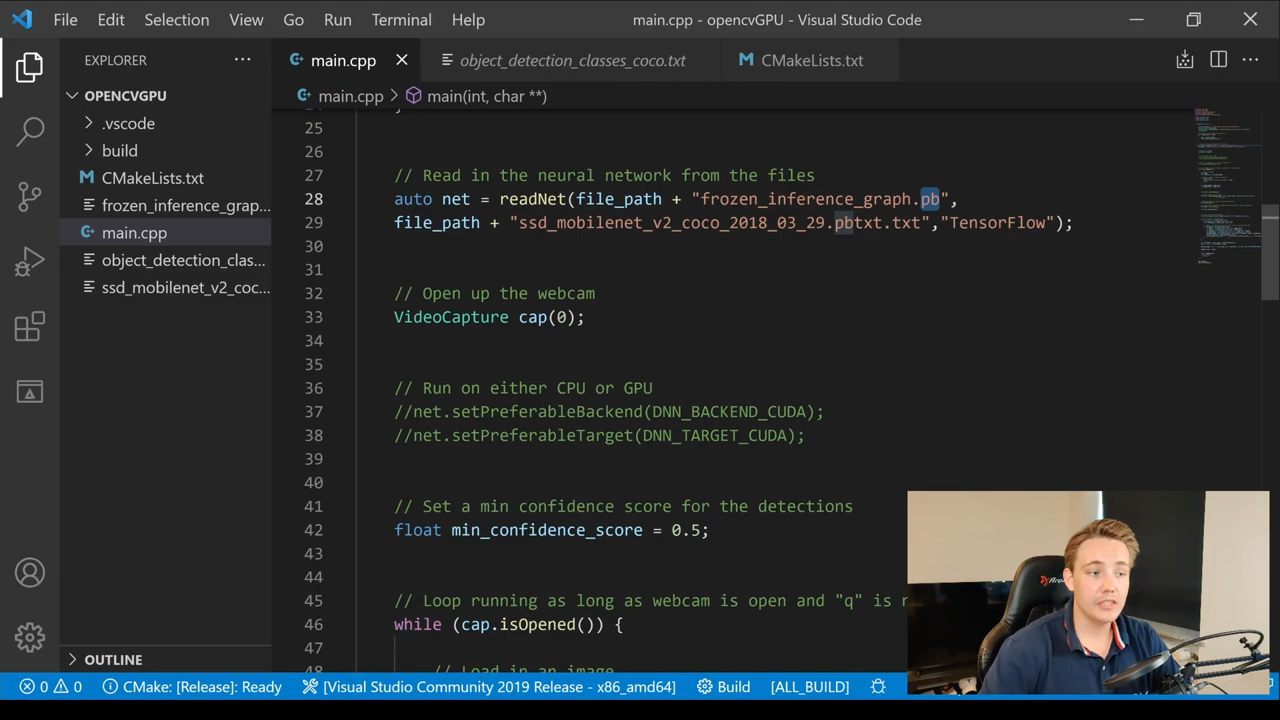 File Edit Selection View Go Run Terminal Help main.cpp - opencvGPU - Visual Studio Code
EXPLORER
OPENCVGPU
.vscode
build
CMakeLists.txt
frozen_inference_grap...
main.cpp
object_detection_clas...
ssd_mobilenet_v2_coc...
OUTLINE
main.cpp object_detection_classes_coco.txt CMakeLists.txt
main.cpp > main(int, char **)
25
26
27 // Read in the neural network from the files
28 auto net = readNet(file_path + "frozen_inference_graph.pb",
29 file_path + "ssd_mobilenet_v2_coco_2018_03_29.pbtxt.txt","TensorFlow");
30
31
32 // Open up the webcam
33 VideoCapture cap(0);
34
35
36 // Run on either CPU or GPU
37 //net.setPreferableBackend(DNN_BACKEND_CUDA);
38 //net.setPreferableTarget(DNN_TARGET_CUDA);
39
40
41 // Set a min confidence score for the detections
42 float min_confidence_score = 0.5;
43
44
45 // Loop running as long as webcam is open and "q" is
46 while (cap.isOpened()) {
47
48 // Load in an image
0 0 CMake: [Release]: Ready [Visual Studio Community 2019 Release - x86_amd64] Build [ALL_BUILD]